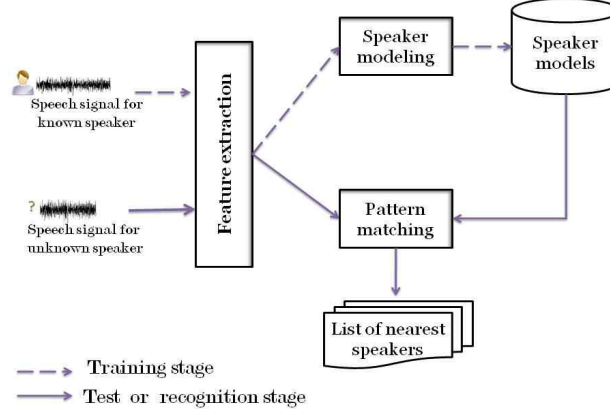 Speech signal for
known speaker
?
Speech signal for
unknown speaker
Feature extraction
Speaker
modeling
Speaker
models
Pattern
matching
List of nearest
speakers
Training stage
Test or recognition stage